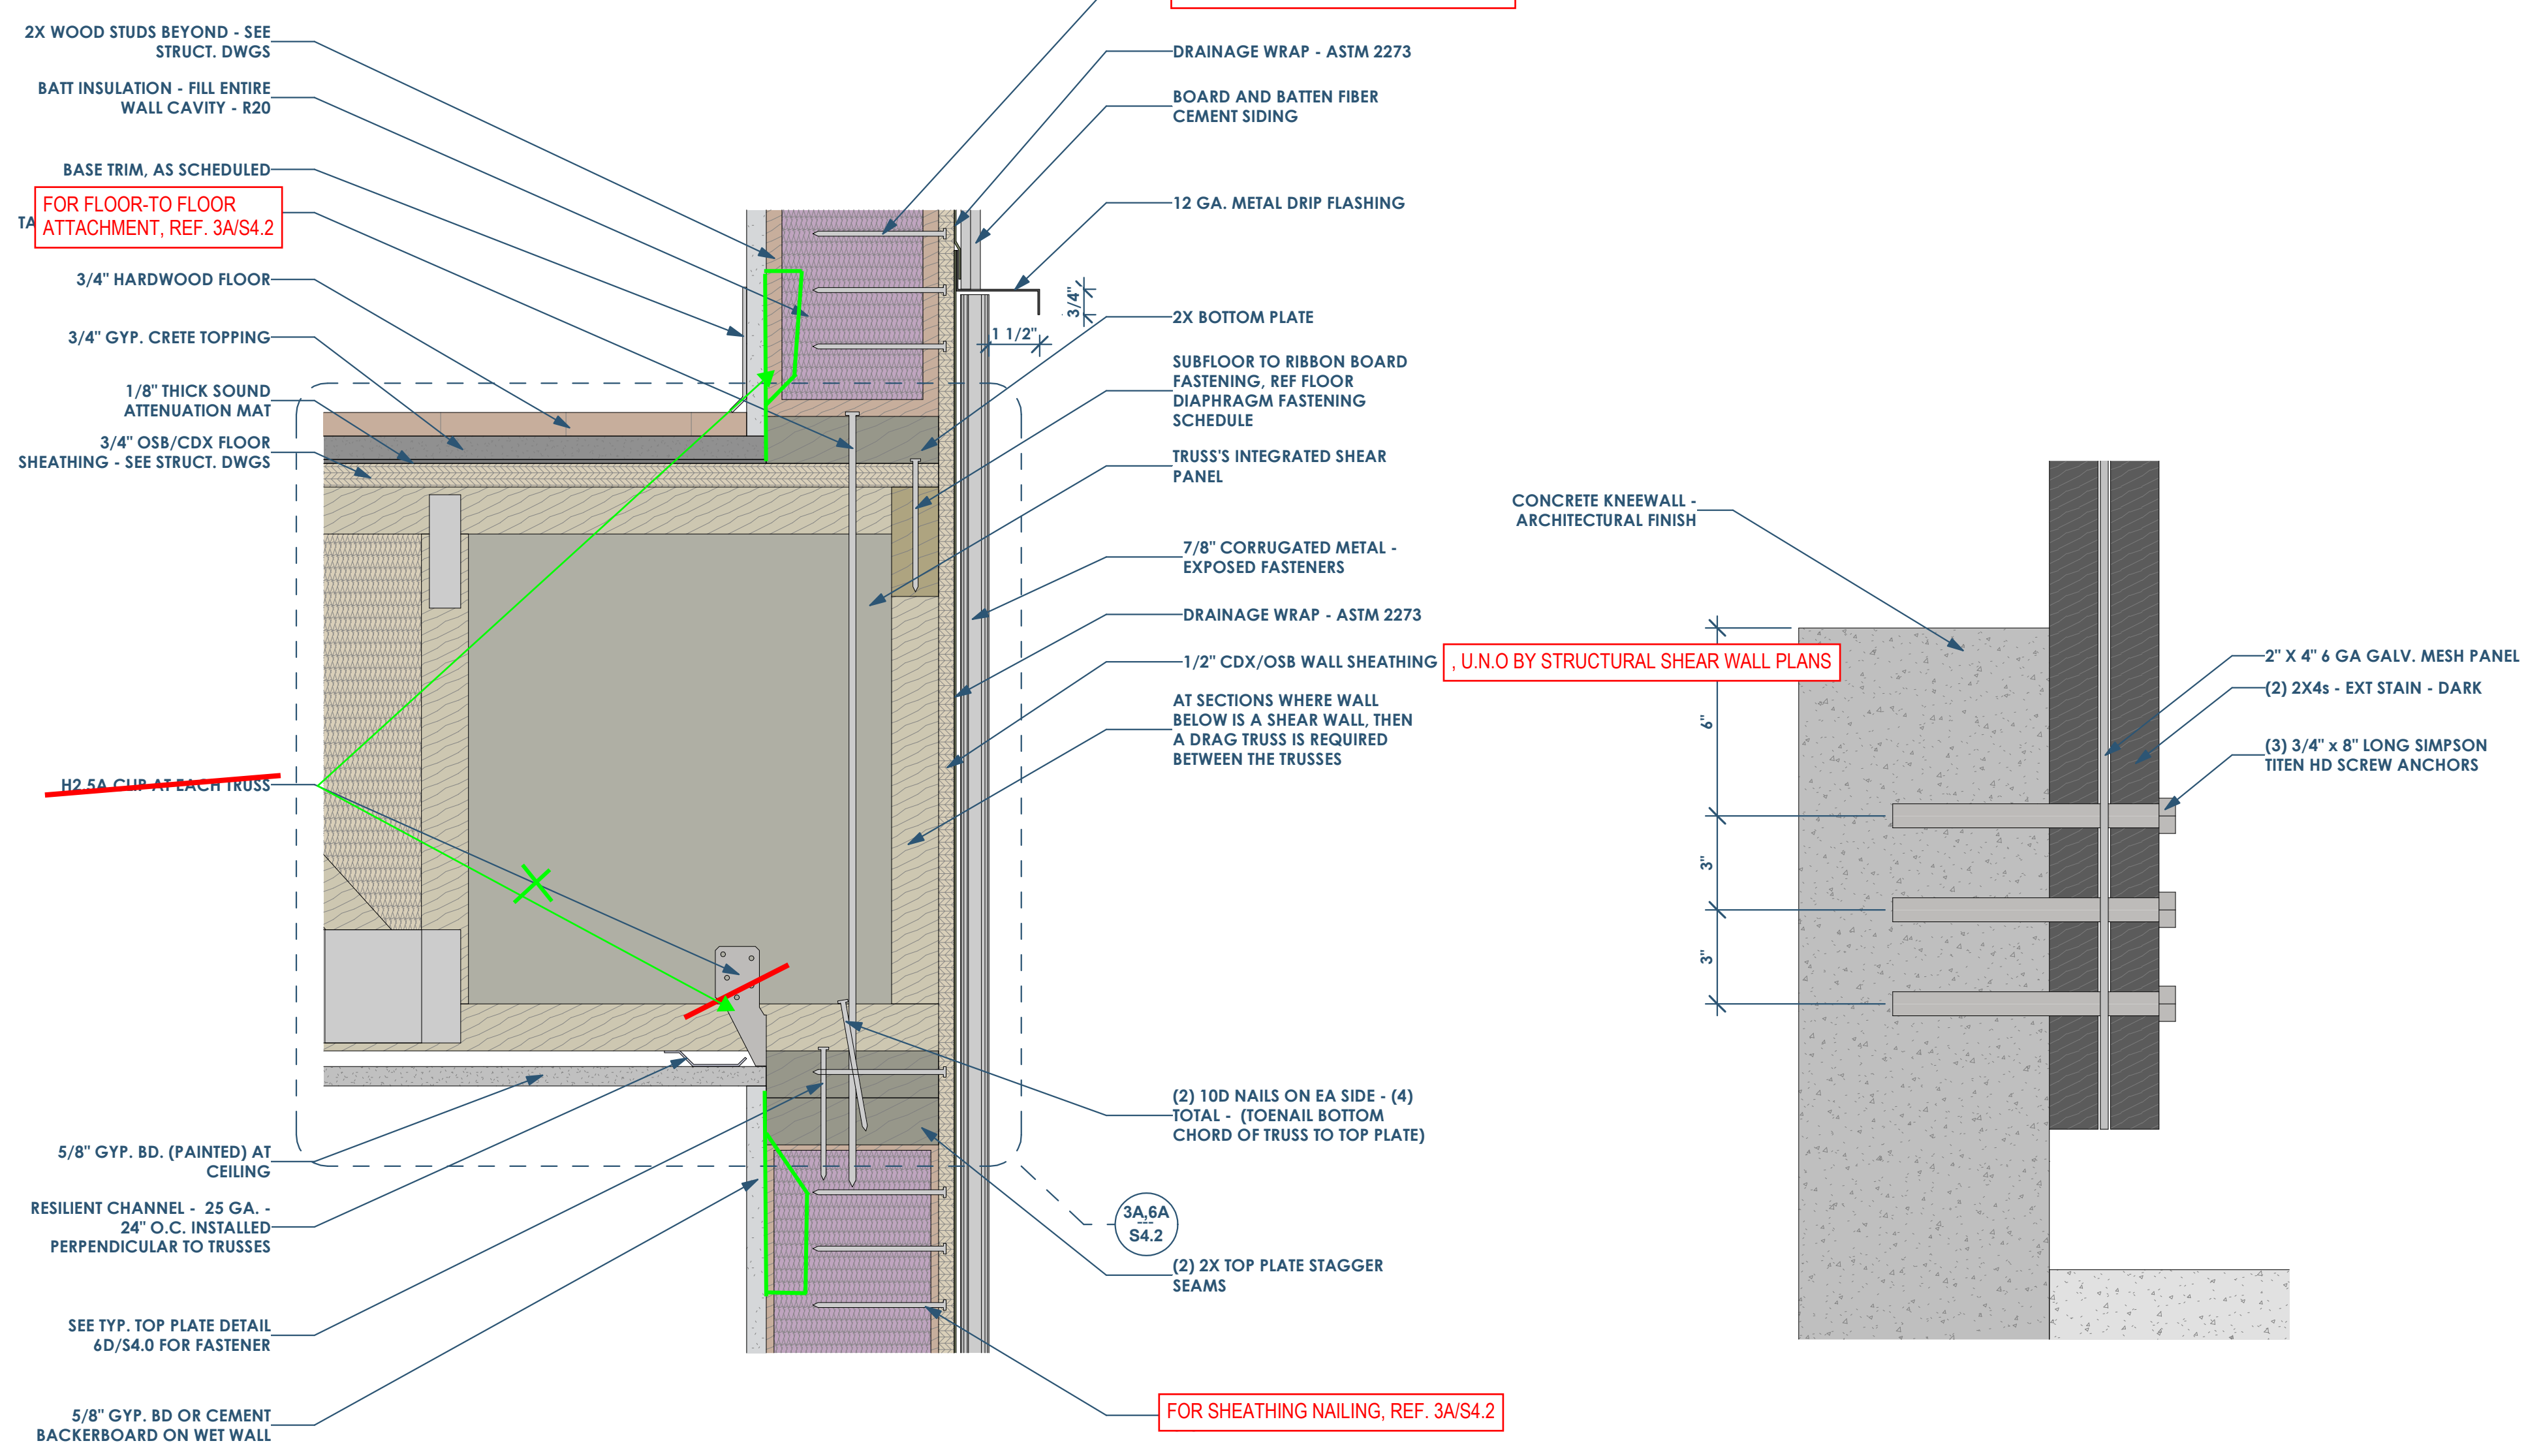 2X WOOD STUDS BEYOND - SEE
STRUCT. DWGS
BATT INSULATION - FILL ENTIRE
WALL CAVITY - R20
BASE TRIM, AS SCHEDULED
TA
FOR FLOOR-TO FLOOR
ATTACHMENT, REF. 3A/S4.2
3/4" HARDWOOD FLOOR
3/4" GYP. CRETE TOPPING
1/8" THICK SOUND
ATTENUATION MAT
3/4" OSB/CDX FLOOR
SHEATHING - SEE STRUCT. DWGS
H2.5A CLIP AT EACH TRUSS
5/8" GYP. BD. (PAINTED) AT
CEILING
RESILIENT CHANNEL - 25 GA. -
24" O.C. INSTALLED
PERPENDICULAR TO TRUSSES
SEE TYP. TOP PLATE DETAIL
6D/S4.0 FOR FASTENER
5/8" GYP. BD OR CEMENT
BACKERBOARD ON WET WALL
DRAINAGE WRAP - ASTM 2273
BOARD AND BATTEN FIBER
CEMENT SIDING
12 GA. METAL DRIP FLASHING
3/4"
1 1/2"
2X BOTTOM PLATE
SUBFLOOR TO RIBBON BOARD
FASTENING, REF FLOOR
DIAPHRAGM FASTENING
SCHEDULE
TRUSS'S INTEGRATED SHEAR
PANEL
7/8" CORRUGATED METAL -
EXPOSED FASTENERS
DRAINAGE WRAP - ASTM 2273
1/2" CDX/OSB WALL SHEATHING , U.N.O BY STRUCTURAL SHEAR WALL PLANS
AT SECTIONS WHERE WALL
BELOW IS A SHEAR WALL, THEN
A DRAG TRUSS IS REQUIRED
BETWEEN THE TRUSSES
(2) 10D NAILS ON EA SIDE - (4)
TOTAL - (TOENAIL BOTTOM
CHORD OF TRUSS TO TOP PLATE)
3A,6A
---
S4.2
(2) 2X TOP PLATE STAGGER
SEAMS
FOR SHEATHING NAILING, REF. 3A/S4.2
CONCRETE KNEEWALL -
ARCHITECTURAL FINISH
6"
3"
3"
2" X 4" 6 GA GALV. MESH PANEL
(2) 2X4s - EXT STAIN - DARK
(3) 3/4" x 8" LONG SIMPSON
TITEN HD SCREW ANCHORS